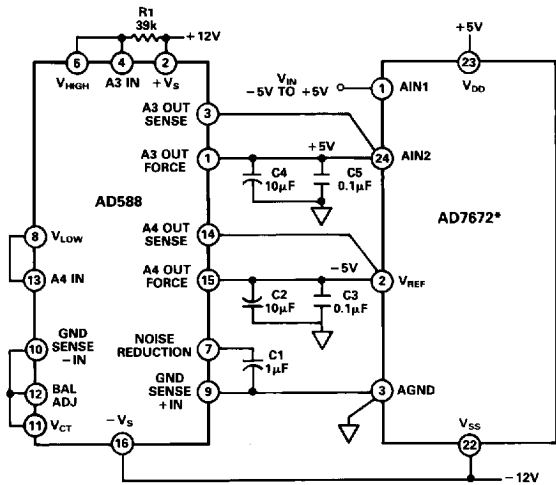 R1
39k
+12V
+5V
6
4
2
23
VHIGH
A3 IN
+VS
VDD
VIN
-5V TO +5V
1
AIN1
A3 OUT
SENSE
3
A3 OUT
FORCE
1
+5V
24
AIN2
C4
10µF
C5
0.1µF
AD588
AD7672*
8
VLOW
A4 OUT
SENSE
14
13
A4 IN
A4 OUT
FORCE
15
-5V
2
VREF
C2
10µF
C3
0.1µF
10
GND
SENSE
-IN
NOISE
REDUCTION
7
C1
1µF
12
BAL
ADJ
GND
SENSE
+IN
9
3
AGND
11
VCT
-VS
16
VSS
22
-12V